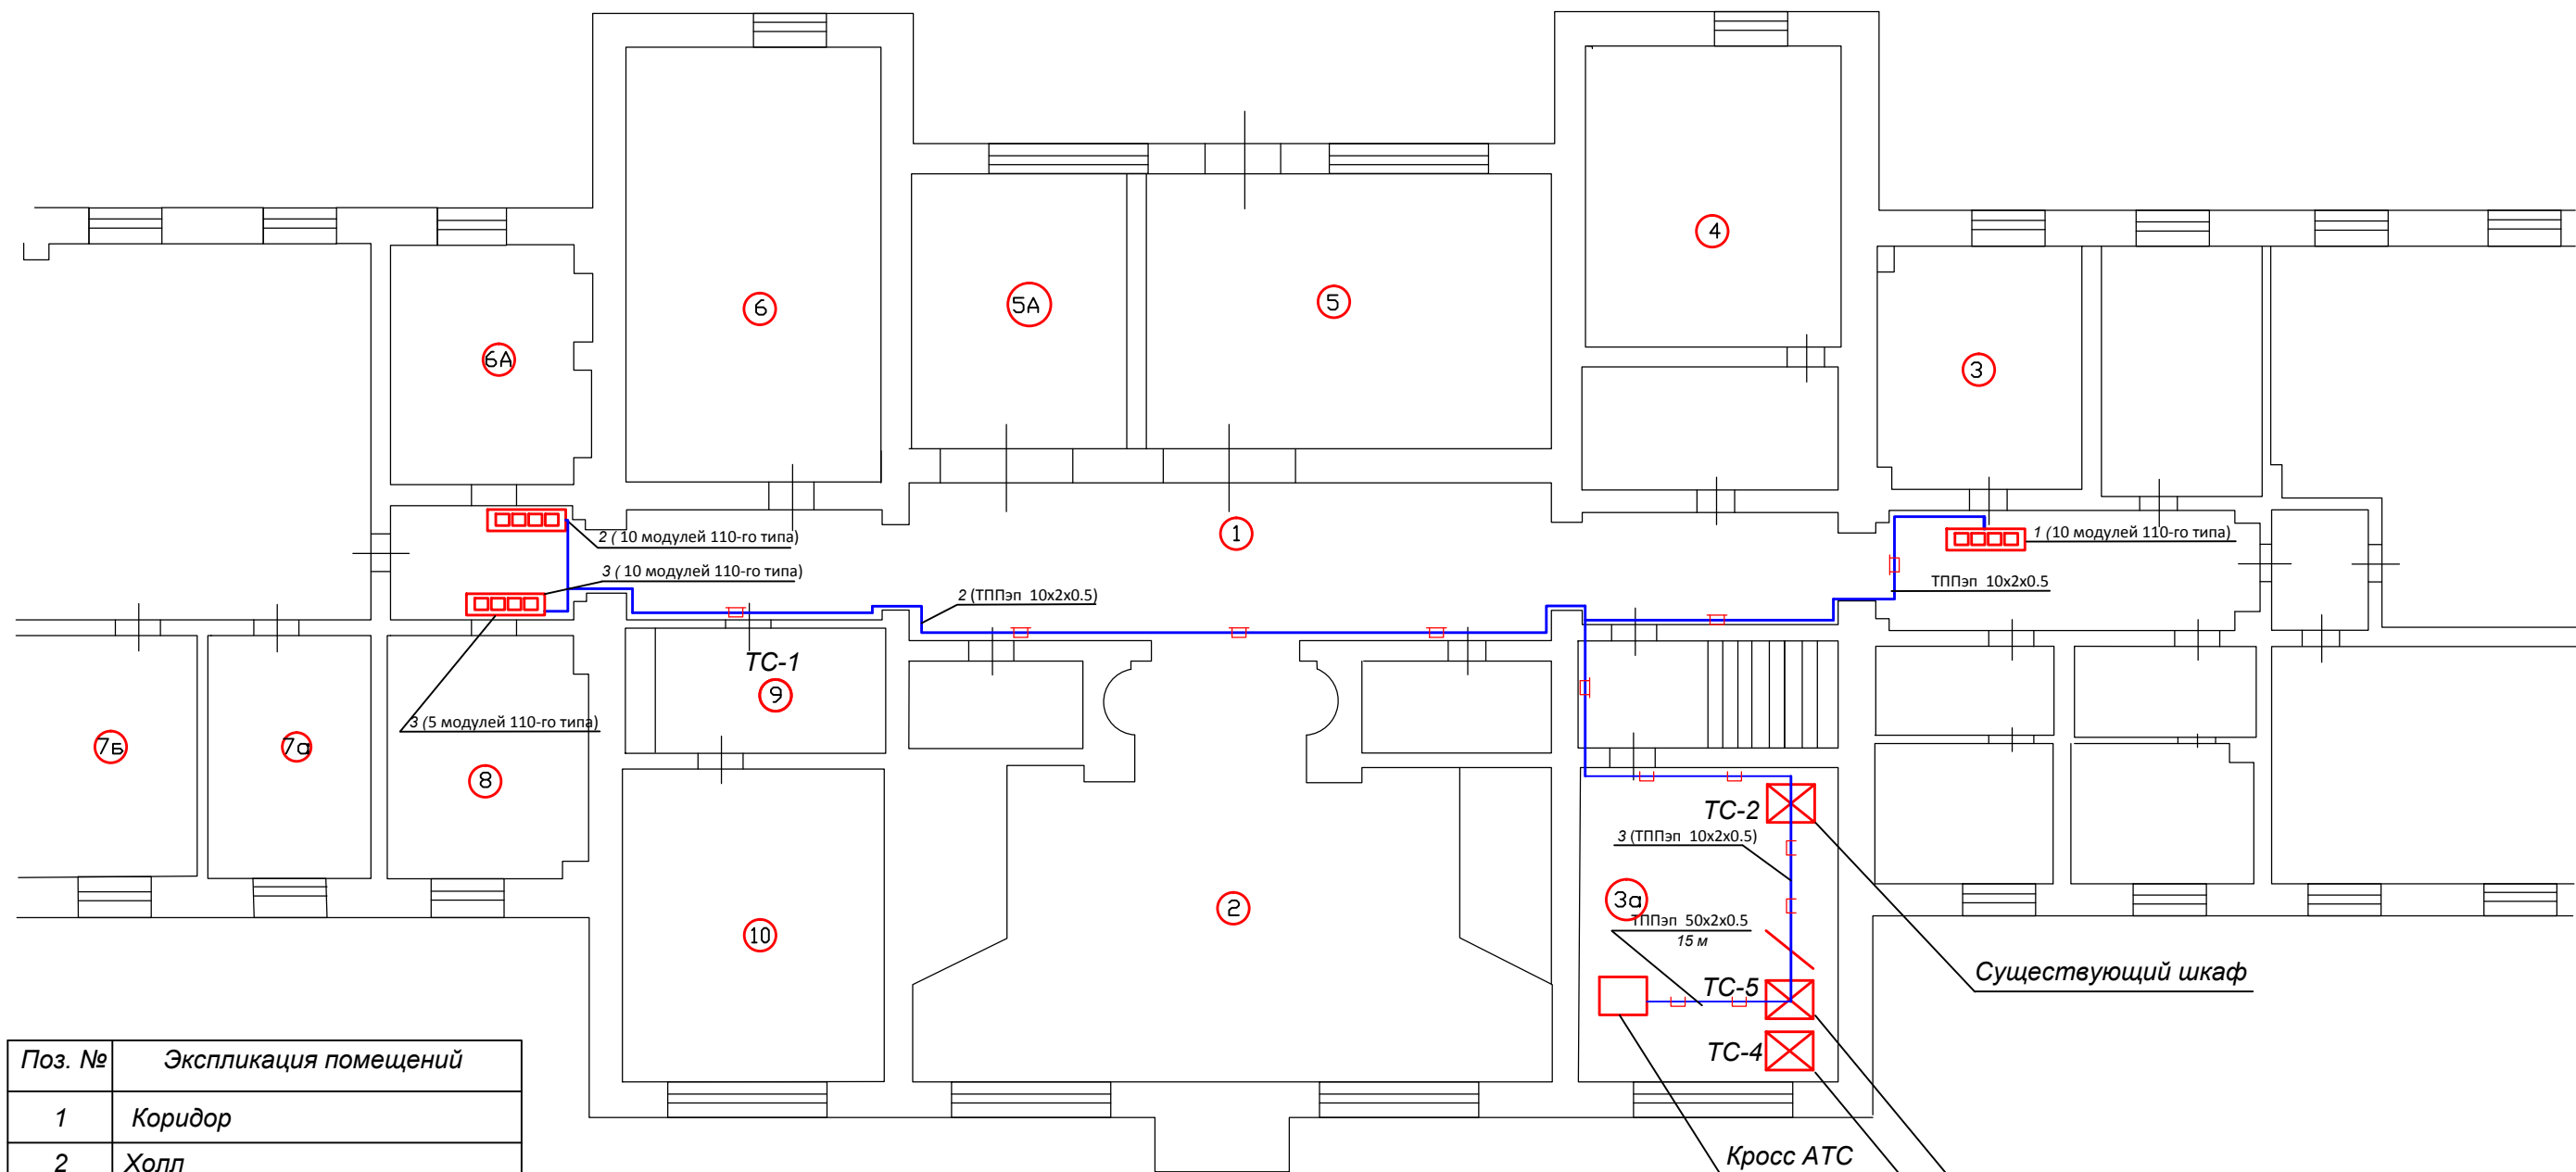 4
6
5А
5
6А
3
1
2 ( 10 модулей 110-го типа)
1 (10 модулей 110-го типа)
3 ( 10 модулей 110-го типа)
ТППэп 10х2х0.5
2 (ТППэп 10х2х0.5)
ТС-1
9
3 (5 модулей 110-го типа)
7б
7а
8
ТС-2
3 (ТППэп 10х2х0.5)
3а
2
ТППэп 50х2х0.5
15 м
10
Существующий шкаф
ТС-5
ТС-4
Поз. № Экспликация помещений
1 Коридор
2 Холл
Кросс АТС